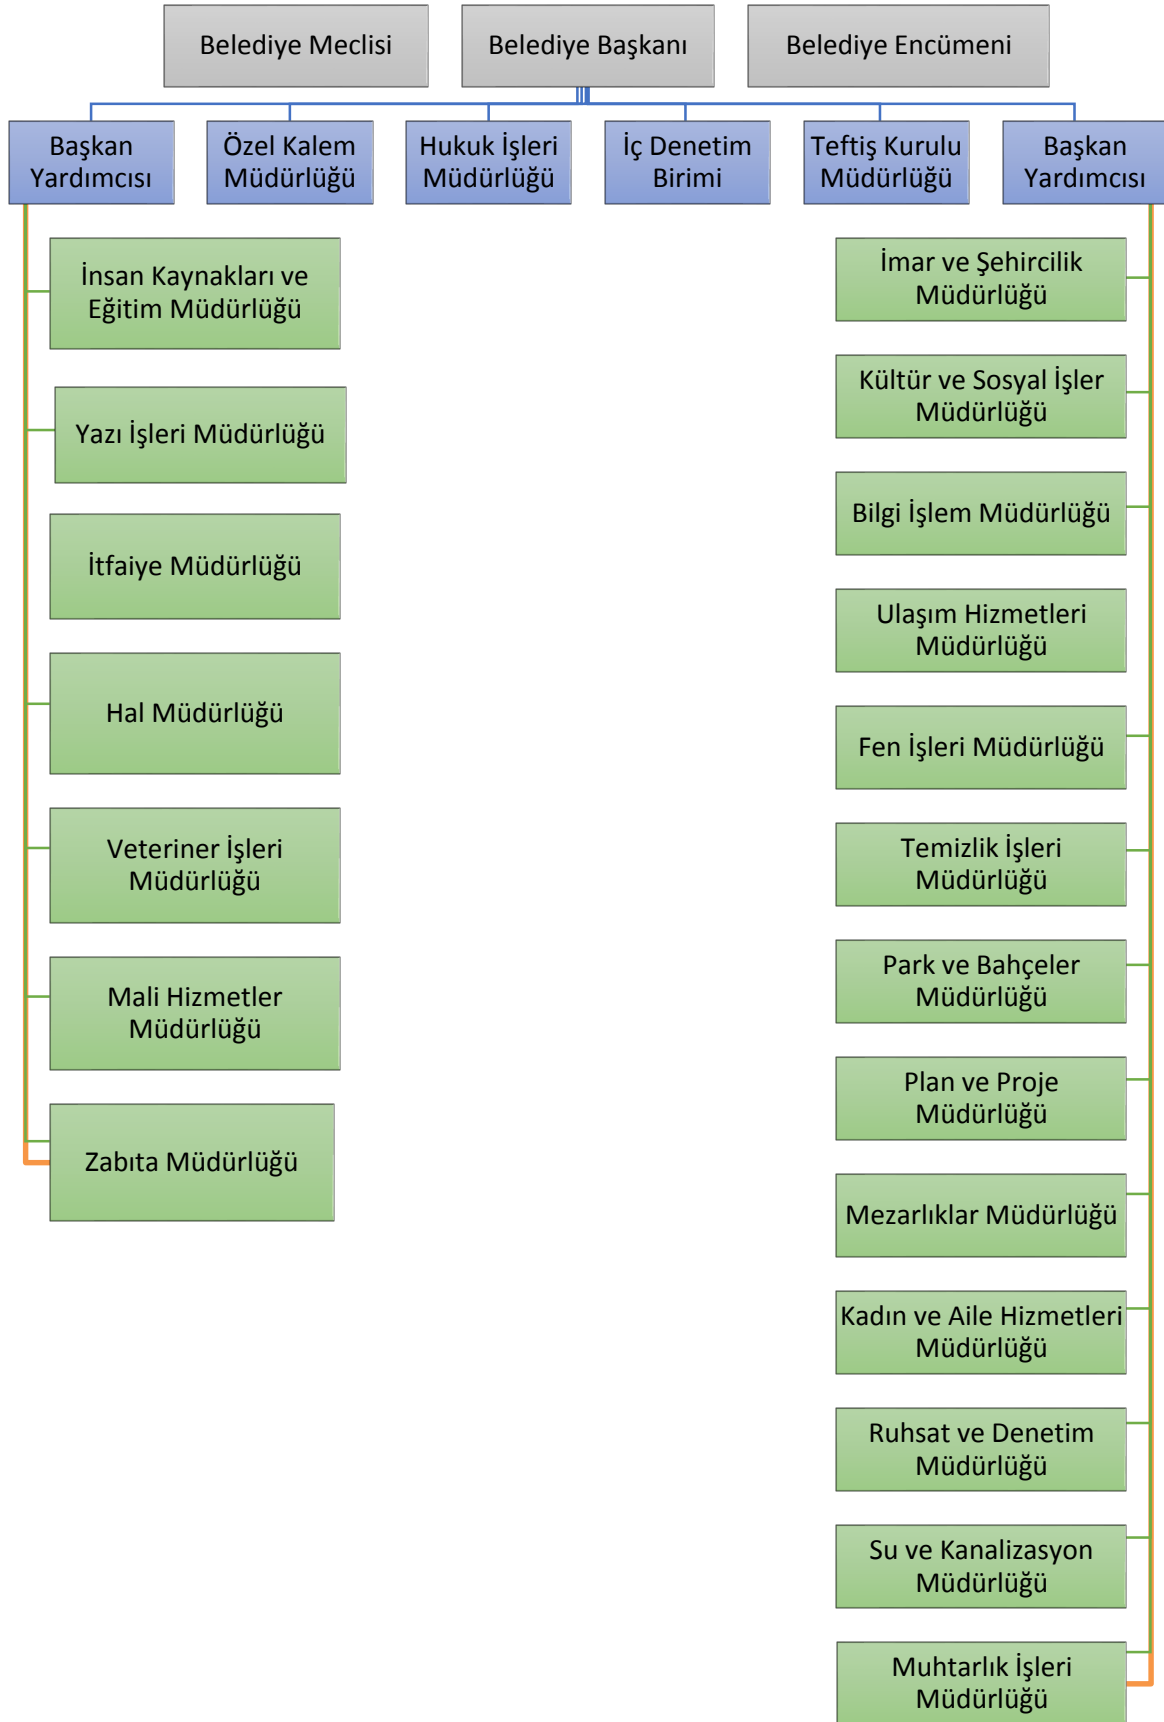 Belediye Meclisi
Belediye Başkanı
Belediye Encümeni
Başkan
Yardımcısı
Özel Kalem
Müdürlüğü
Hukuk İşleri
Müdürlüğü
İç Denetim
Birimi
Teftiş Kurulu
Müdürlüğü
Başkan
Yardımcısı
İnsan Kaynakları ve
Eğitim Müdürlüğü
Yazı İşleri Müdürlüğü
İtfaiye Müdürlüğü
Hal Müdürlüğü
Veteriner İşleri
Müdürlüğü
Mali Hizmetler
Müdürlüğü
Zabıta Müdürlüğü
İmar ve Şehircilik
Müdürlüğü
Kültür ve Sosyal İşler
Müdürlüğü
Bilgi İşlem Müdürlüğü
Ulaşım Hizmetleri
Müdürlüğü
Fen İşleri Müdürlüğü
Temizlik İşleri
Müdürlüğü
Park ve Bahçeler
Müdürlüğü
Plan ve Proje
Müdürlüğü
Mezarlıklar Müdürlüğü
Kadın ve Aile Hizmetleri
Müdürlüğü
Ruhsat ve Denetim
Müdürlüğü
Su ve Kanalizasyon
Müdürlüğü
Muhtarlık İşleri
Müdürlüğü